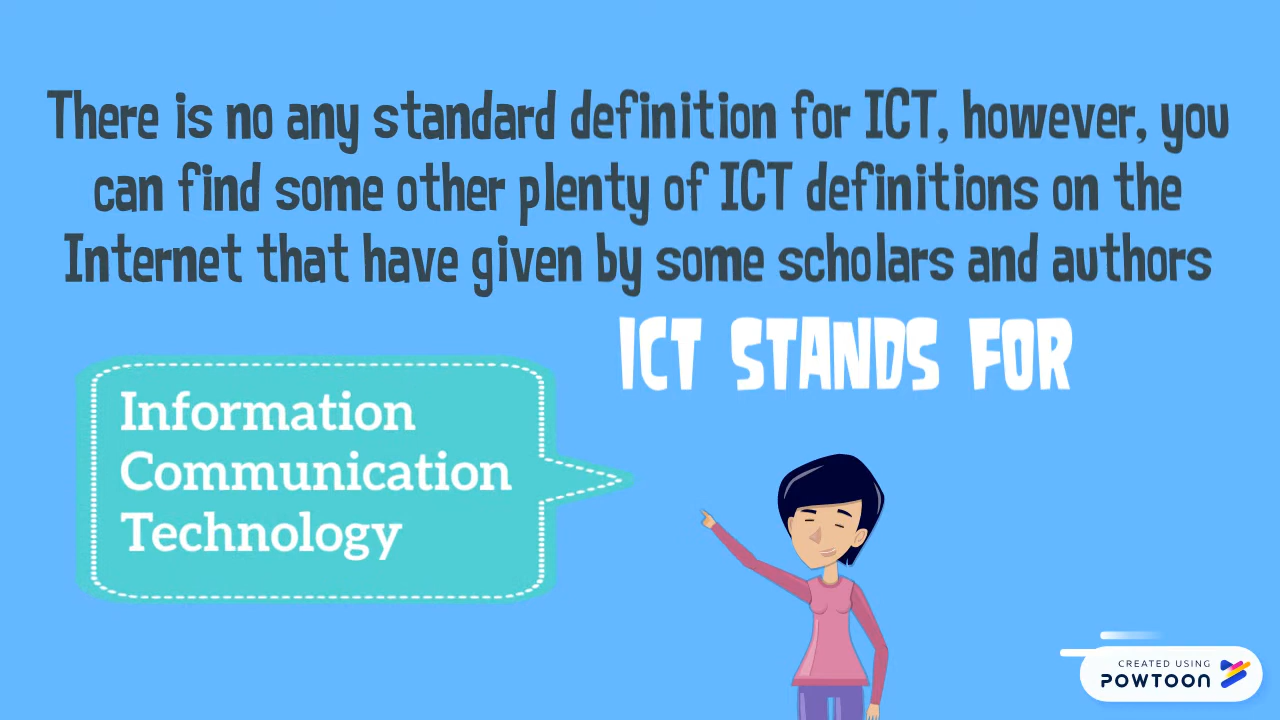 There is no any standard definition for ICT, however, you
can find some other plenty of ICT definitions on the
Internet that have given by some scholars and authors
ICT STANDS FOR
Information
Communication
Technology
CREATED USING
POWTOON